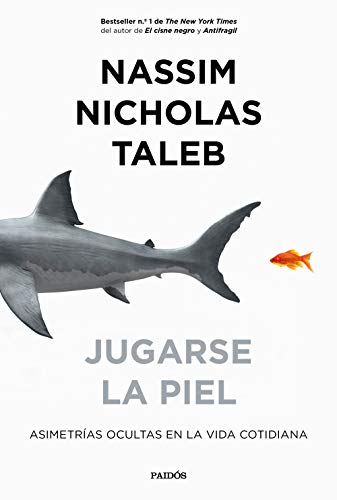 Bestseller n.º 1 de The New York Times
del autor de El cisne negro y Antifrágil
NASSIM
NICHOLAS
TALEB
JUGARSE
LA PIEL
ASIMETRÍAS OCULTAS EN LA VIDA COTIDIANA
PAIDÓS